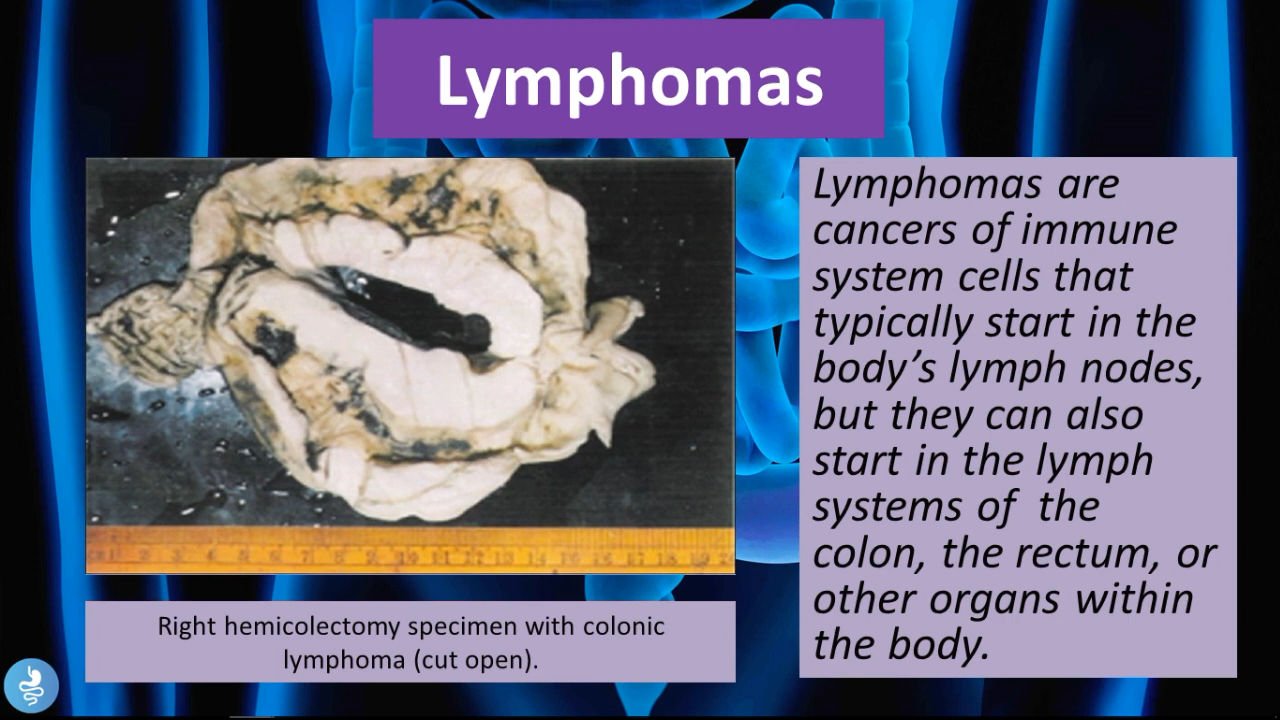 Lymphomas
Lymphomas are
cancers of immune
system cells that
typically start in the
body’s lymph nodes,
but they can also
start in the lymph
systems of the
colon, the rectum, or
other organs within
the body.
Right hemicolectomy specimen with colonic
lymphoma (cut open).